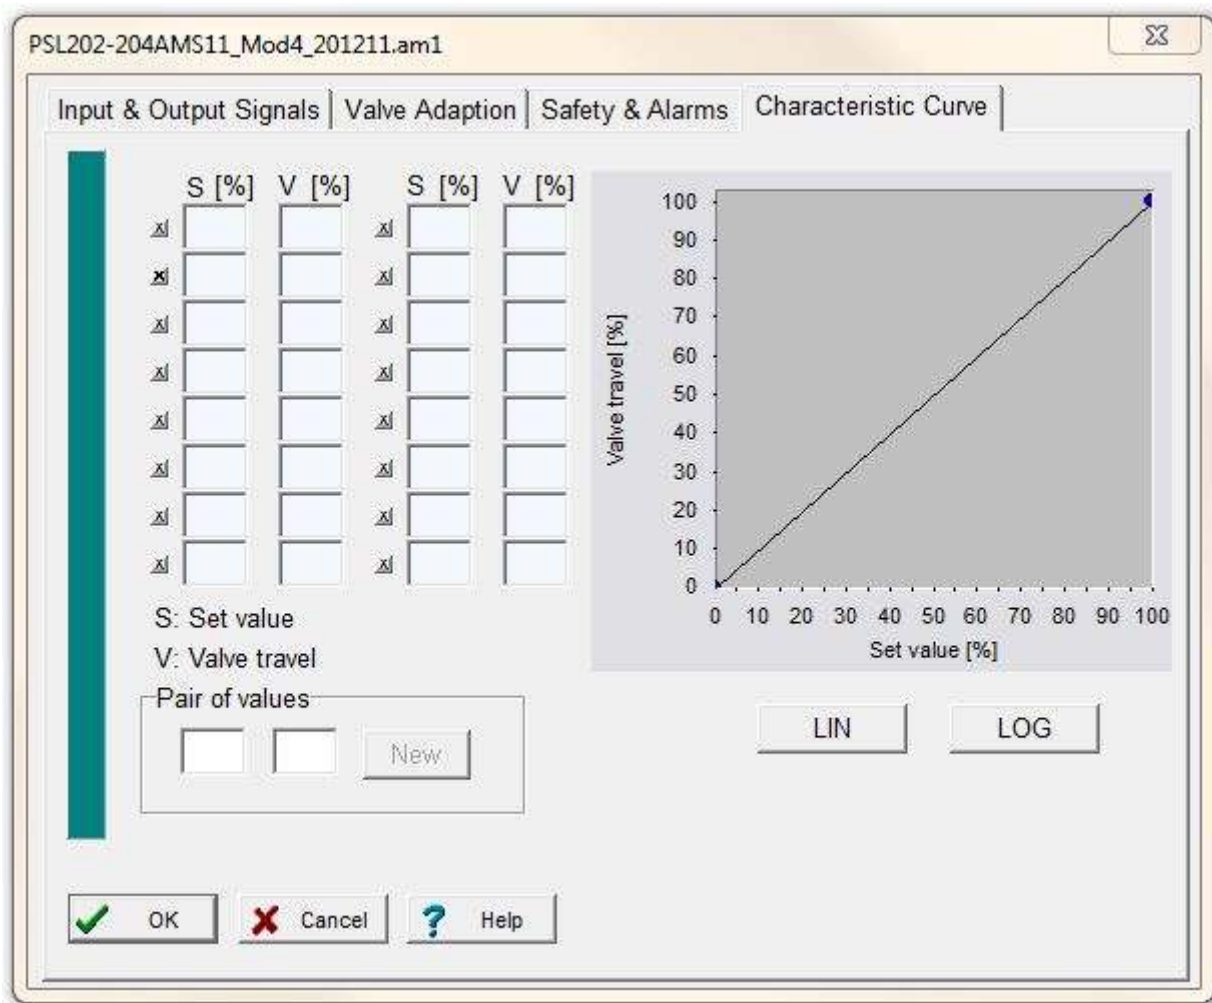 PSL202-204AMS11_Mod4_201211.am1
Input & Output Signals Valve Adaption Safety & Alarms Characteristic Curve
S [%] V [%] S [%] V [%]
x x
x x
x x
x x
x x
x x
x x
x x
S: Set value
V: Valve travel
Pair of values
New
100
90
80
70
60
50
40
30
20
10
0
Valve travel [%]
0 10 20 30 40 50 60 70 80 90 100
Set value [%]
LIN LOG
OK Cancel ? Help